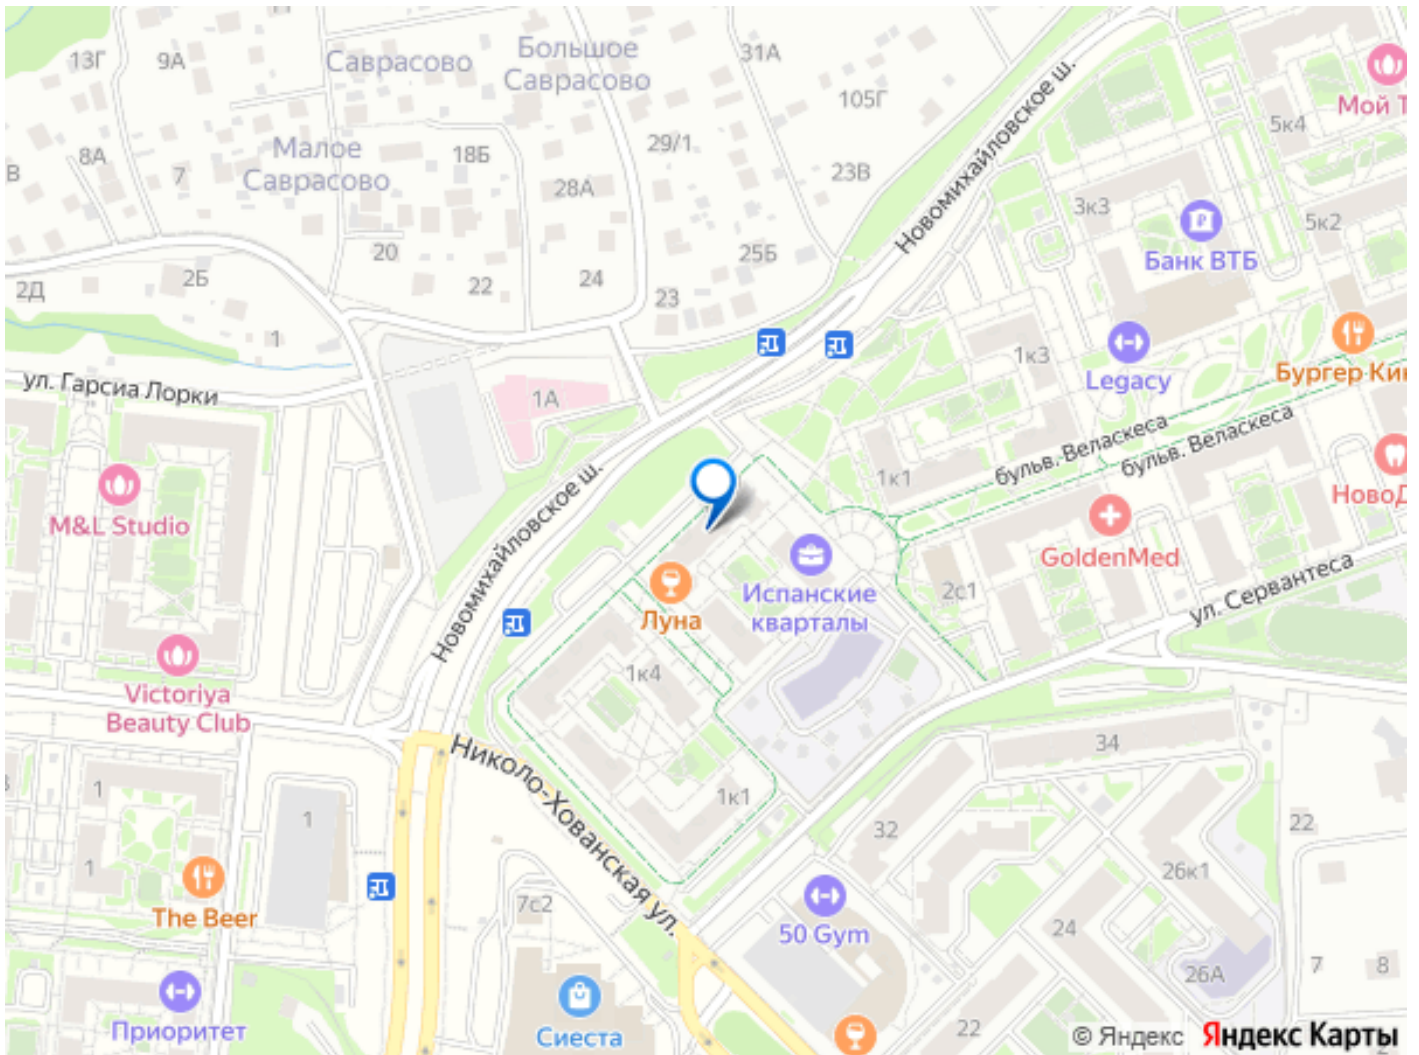 13Г
9А
Саврасово
Большое
Саврасово
31А
105Г
Новомихайловское ш.
Мой Т
5к4
8А
7
Малое
Саврасово
18Б
28А
29/1
23В
В
3к3
Банк ВТБ
5к2
2Д
2Б
20
22
24
23
25Б
1
1А
1к3
Legacy
Бургер Кин
ул. Гарсиа Лорки
бульв. Веласкеса
бульв. Веласкеса
1к1
M&L Studio
Новомихайловское ш.
НовоД
GoldenMed
Луна
Испанские
кварталы
2с1
ул. Сервантеса
1к4
Victoriya
Beauty Club
Николо-Хованская ул.
34
1
1
1
1к1
32
22
The Beer
26к1
7с2
50 Gym
24
26А
7
8
Приоритет
Сиеста
22
© Яндекс Яндекс Карты